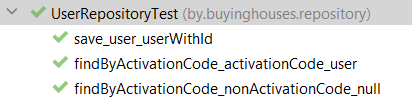 UserRepositoryTest (by.buyinghouses.repository)
save_user_userWithId
findByActivationCode_activationCode_user
findByActivationCode_nonActivationCode_null